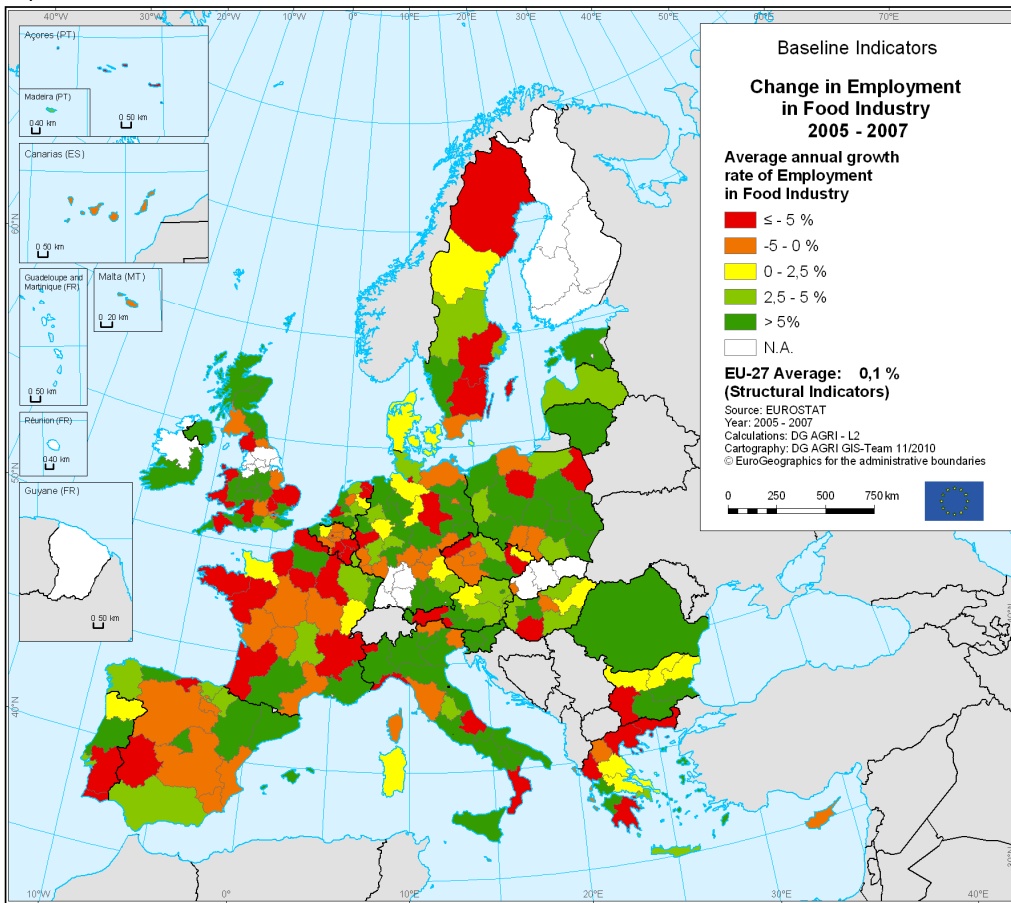 40°W 30°W 20°W 10°W 0° 10°E 20°E 30°E 40°E 50°E 60°E 70°E
Açores (PT)
Madeira (PT)
0 40 km
0 50 km
Canarias (ES)
0 50 km
Guadeloupe and
Martinique (FR)
0 50 km
Malta (MT)
0 20 km
Réunion (FR)
0 40 km
Guyane (FR)
0 50 km
60°N
50°N
40°N
Baseline Indicators
Change in Employment
in Food Industry
2005 - 2007
Average annual growth
rate of Employment
in Food Industry
≤ - 5 %
-5 - 0 %
0 - 2,5 %
2,5 - 5 %
> 5%
N.A.
EU-27 Average: 0,1 %
(Structural Indicators)
Source: EUROSTAT
Year: 2005 - 2007
Calculations: DG AGRI - L2
Cartography: DG AGRI GIS-Team 11/2010
© EuroGeographics for the administrative boundaries
0 250 500 750 km
10°W 0° 10°E 20°E 30°E 40°E